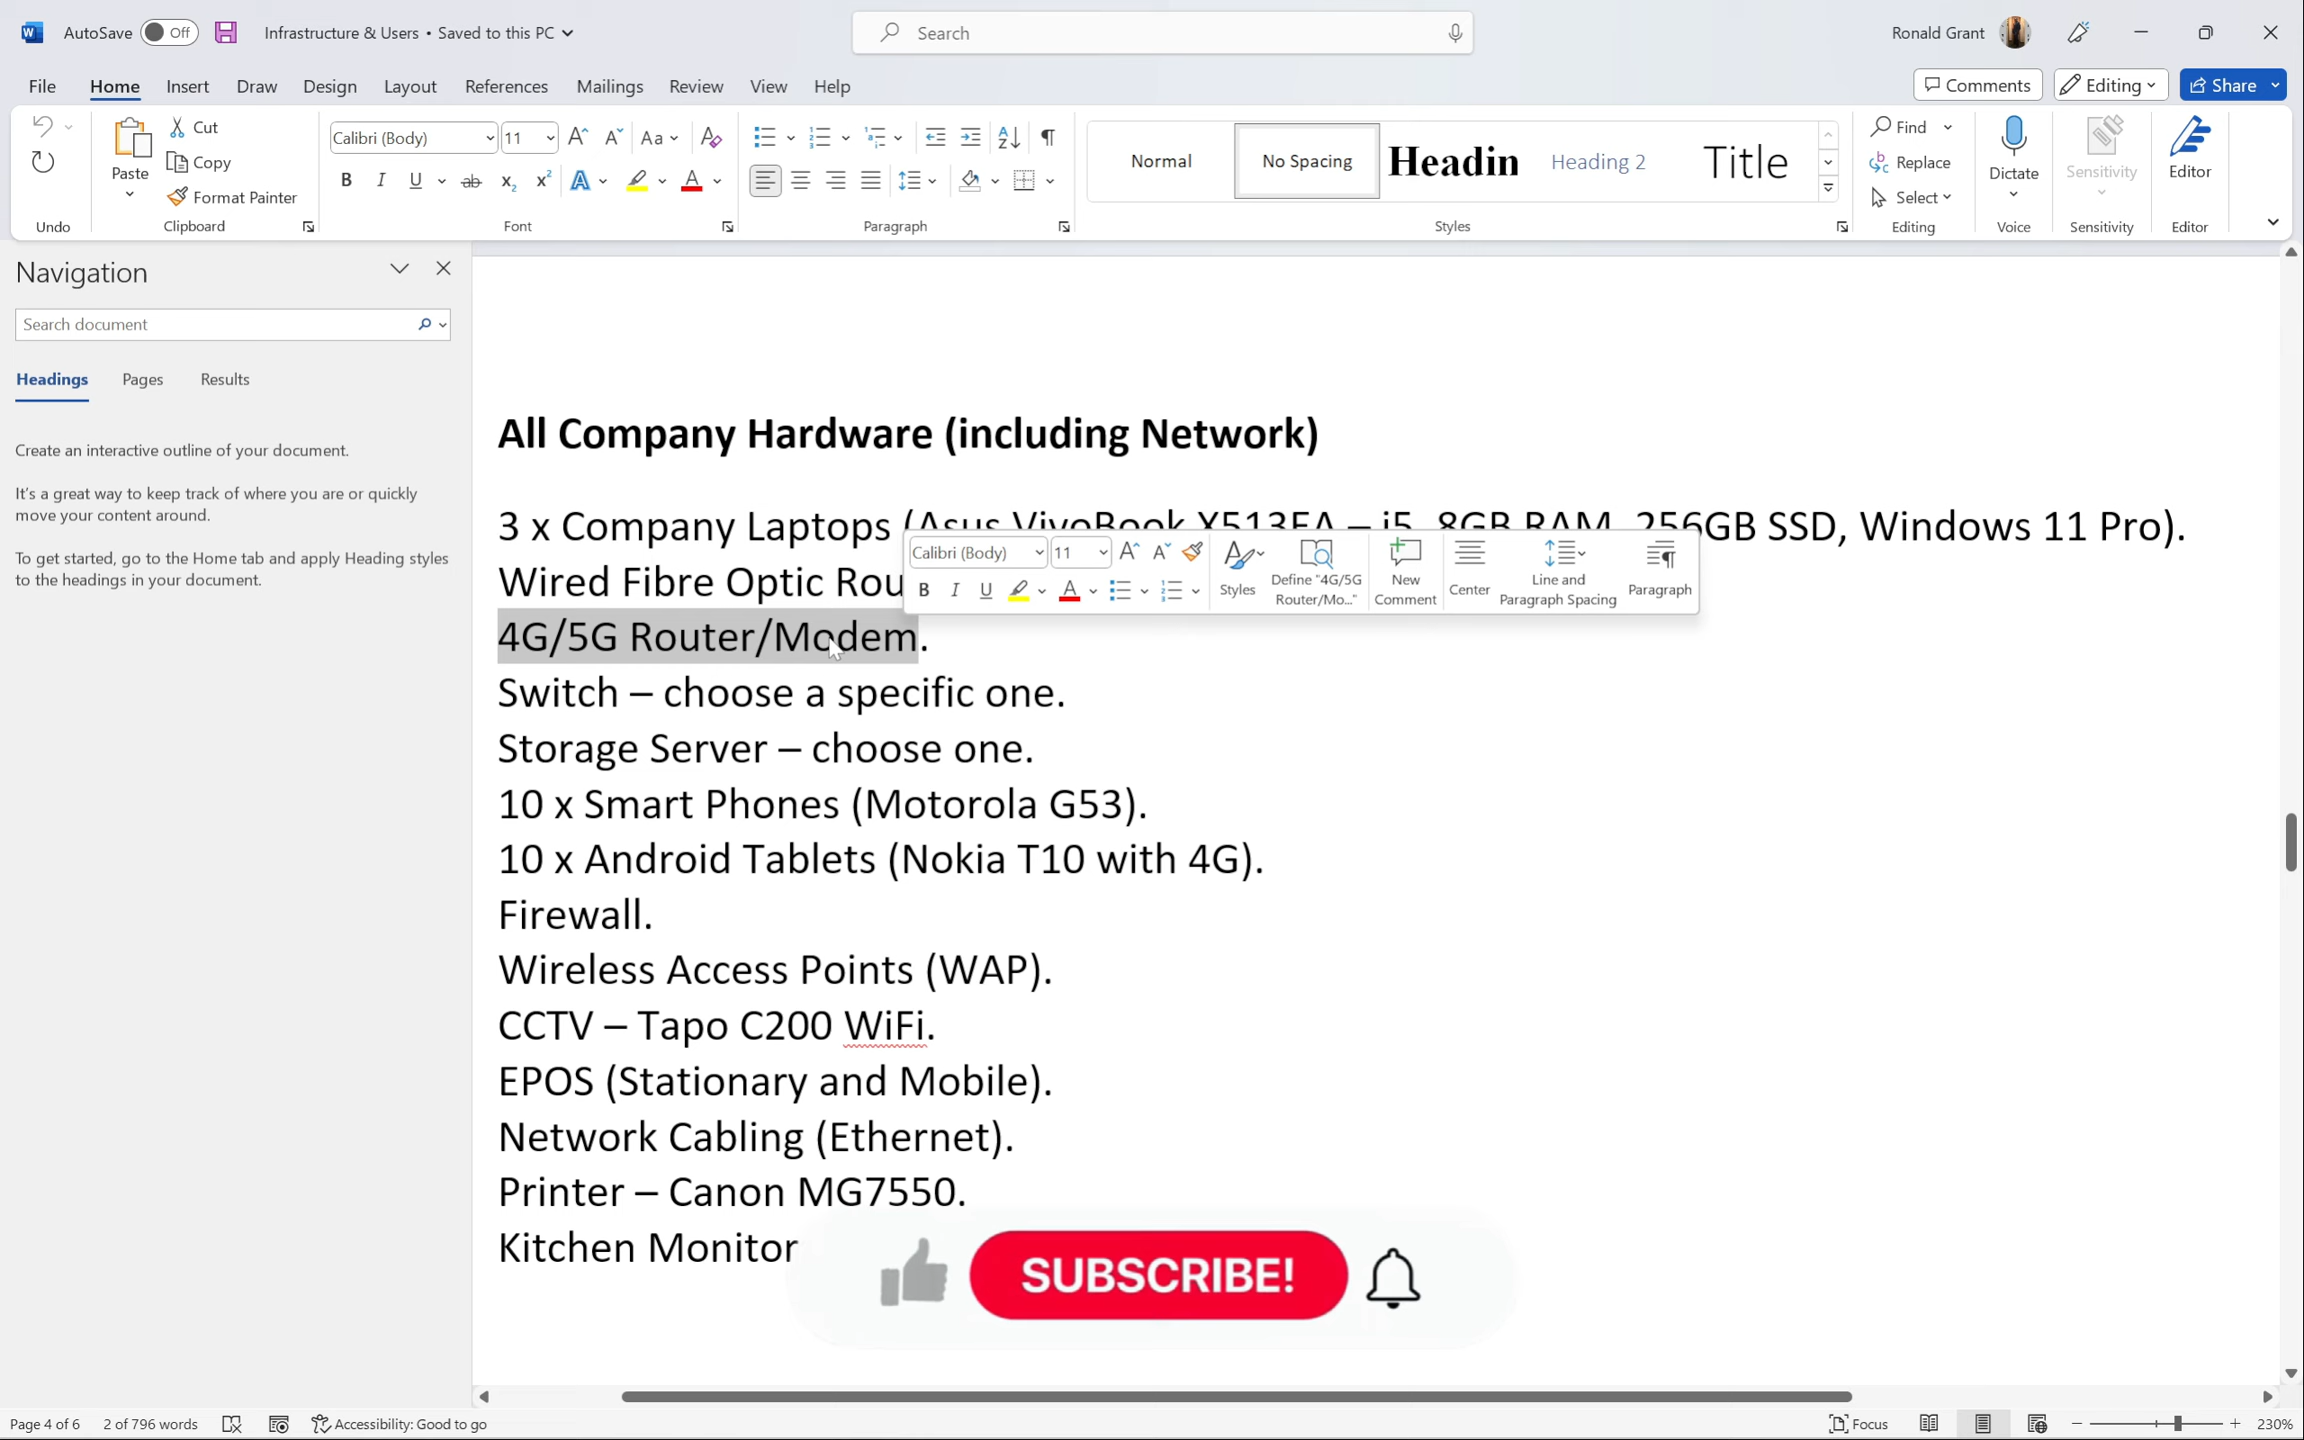 AutoSave Off Infrastructure & Users • Saved to this PC
Search
Ronald Grant
File Home Insert Draw Design Layout References Mailings Review View Help
Comments Editing Share
Paste
Cut
Copy
Format Painter
Calibri (Body) 11
Aa
Normal
No Spacing
Headin
Heading 2
Title
Find
Replace
Select
Dictate
Sensitivity
Editor
Undo Clipboard Font Paragraph Styles Editing Voice Sensitivity Editor
Navigation
Search document
Headings Pages Results
Create an interactive outline of your document.
It's a great way to keep track of where you are or quickly
move your content around.
To get started, go to the Home tab and apply Heading styles
to the headings in your document.
All Company Hardware (including Network)
3 x Company Laptops (Asus VivoBook X513EA – i5, 8GB RAM, 256GB SSD, Windows 11 Pro).
Calibri (Body) 11
Styles
Define "4G/5G
Router/Mo..."
New
Comment
Center
Line and
Paragraph Spacing
Paragraph
Wired Fibre Optic Rou
4G/5G Router/Modem.
Switch – choose a specific one.
Storage Server – choose one.
10 x Smart Phones (Motorola G53).
10 x Android Tablets (Nokia T10 with 4G).
Firewall.
Wireless Access Points (WAP).
CCTV – Tapo C200 WiFi.
EPOS (Stationary and Mobile).
Network Cabling (Ethernet).
Printer – Canon MG7550.
Kitchen Monitor
SUBSCRIBE!
Page 4 of 6 2 of 796 words Accessibility: Good to go
Focus 230%